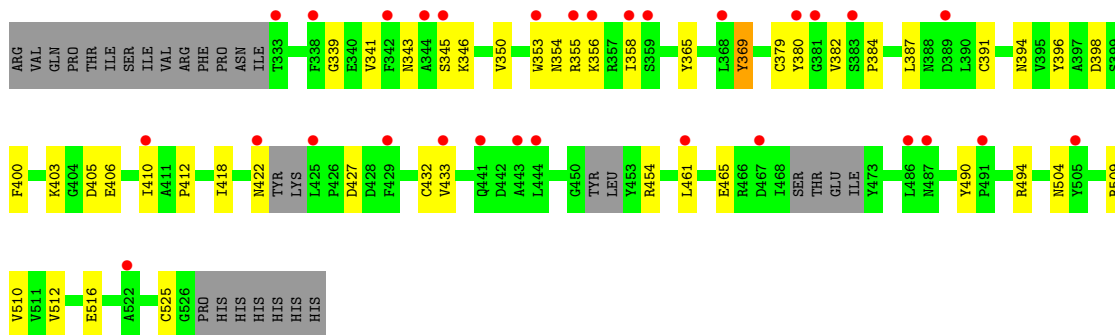 ARG VAL GLN PRO THR ILE SER ILE VAL ARG PHE PRO ASN ILE T333 F338 G339 E340 V341 F342 N343 A344 S345 K346 V350 W353 N354 R355 K356 R357 I358 S359 Y365 L368 Y369 C379 Y380 G381 V382 S383 P384 L387 N388 D389 L390 C391 N394 V395 Y396 A397 D398 S399
F400 K403 G404 D405 E406 I410 A411 P412 I418 N422 TYR LYS L425 P426 D427 D428 F429 C432 V433 Q441 D442 A443 L444 G450 TYR LEU Y453 R454 L461 E465 R466 D467 I468 SER THR GLU ILE Y473 L486 N487 Y490 P491 R494 N504 Y505 R509
V510 V511 V512 E516 A522 C525 G526 PRO HIS HIS HIS HIS HIS HIS